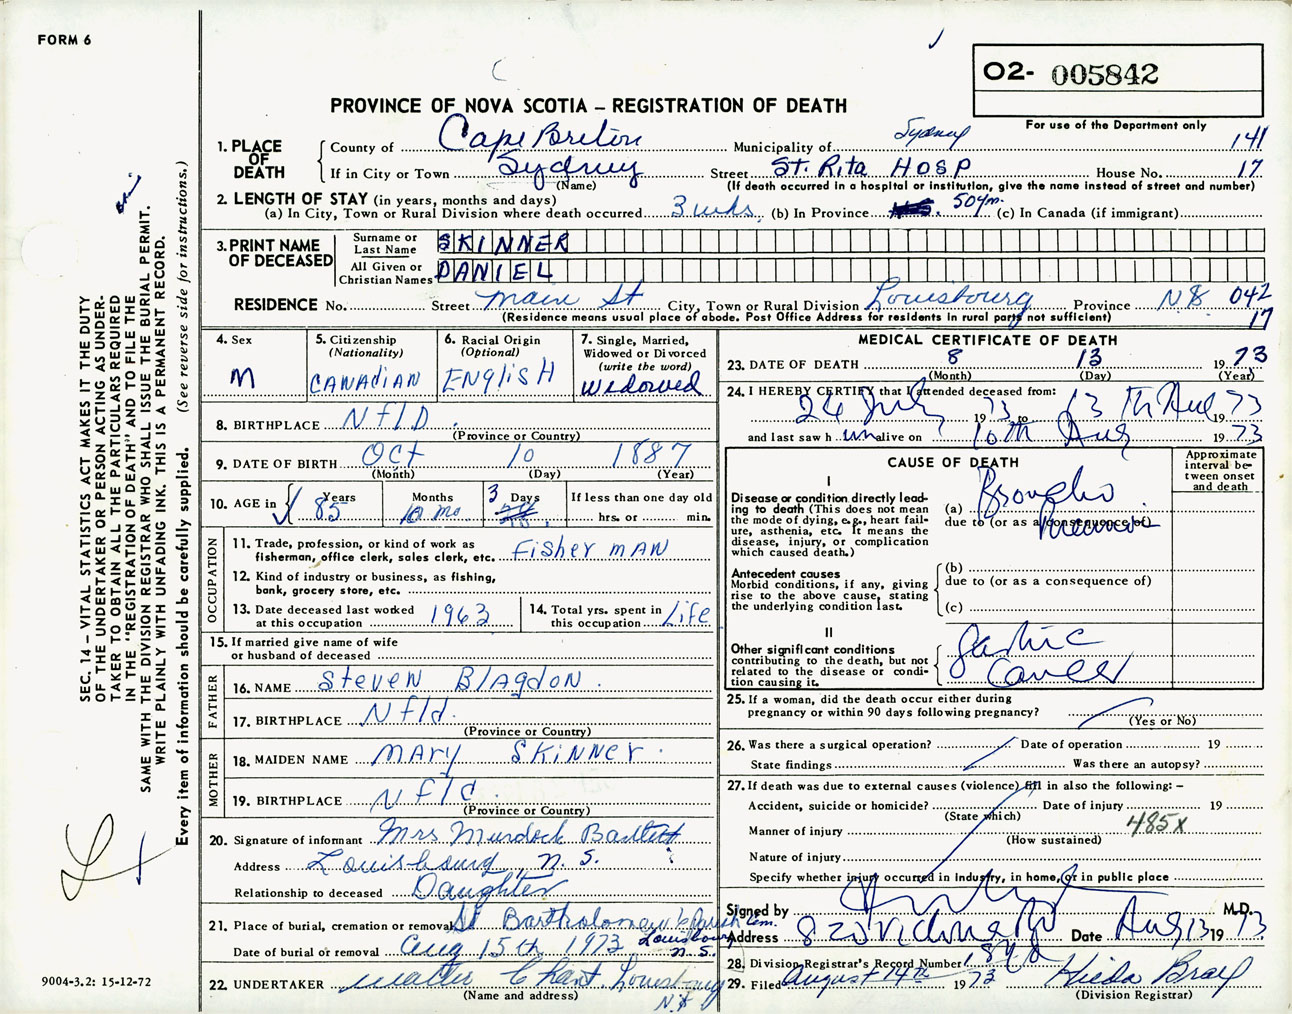 FORM 6
O2- 005842
For use of the Department only
PROVINCE OF NOVA SCOTIA – REGISTRATION OF DEATH
1. PLACE OF DEATH
County of Cape Breton Municipality of Sydney 141
If in City or Town Sydney Street St. Rita HOSP House No. 17
(Name) (If death occurred in a hospital or institution, give the name instead of street and number)
2. LENGTH OF STAY (in years, months and days)
(a) In City, Town or Rural Division where death occurred 3 wks. (b) In Province 50 yrs. (c) In Canada (if immigrant)
3. PRINT NAME OF DECEASED
Surname or Last Name SKINNER
All Given or Christian Names DANIEL
RESIDENCE No. Street Main St City, Town or Rural Division Louisbourg Province N S 042
(Residence means usual place of abode. Post Office Address for residents in rural parts not sufficient) 17
4. Sex M
5. Citizenship (Nationality) CANADIAN
6. Racial Origin (Optional) ENGLISH
7. Single, Married, Widowed or Divorced (write the word) Widowed
8. BIRTHPLACE Nfld.
(Province or Country)
9. DATE OF BIRTH Oct 10 1887
(Month) (Day) (Year)
10. AGE in Years 85 Months 10 mo Days 3
If less than one day old
hrs. or min.
OCCUPATION
11. Trade, profession, or kind of work as fisherman, office clerk, sales clerk, etc. Fisherman
12. Kind of industry or business, as fishing, bank, grocery store, etc.
13. Date deceased last worked at this occupation 1963
14. Total yrs. spent in this occupation Life
15. If married give name of wife or husband of deceased
FATHER
16. NAME Steven Blagdon
17. BIRTHPLACE Nfld.
(Province or Country)
MOTHER
18. MAIDEN NAME Mary Skinner
19. BIRTHPLACE Nfld.
(Province or Country)
20. Signature of informant Mrs. Murdock Bartlett
Address Louisbourg, N. S.
Relationship to deceased Daughter
21. Place of burial, cremation or removal St Bartholomew's Parish Cem.
Louisbourg N.S.
Date of burial or removal Aug 15th 1973
22. UNDERTAKER Walter Chant Louisbourg
(Name and address) N.S
MEDICAL CERTIFICATE OF DEATH
23. DATE OF DEATH 8 13 1973
(Month) (Day) (Year)
24. I HEREBY CERTIFY that I attended deceased from:
26 July 1973 to 13 Th Aug 1973
and last saw him alive on 10th Aug 1973
CAUSE OF DEATH
Approximate interval between onset and death
I
Disease or condition directly leading to death (This does not mean the mode of dying, e.g., heart failure, asthenia, etc. It means the disease, injury, or complication which caused death.)
(a) Broncho Pneumonia
due to (or as a consequence of)
Antecedent causes
Morbid conditions, if any, giving rise to the above cause, stating the underlying condition last.
(b)
due to (or as a consequence of)
(c)
II
Other significant conditions
contributing to the death, but not related to the disease or condition causing it.
Gastric Cancer
25. If a woman, did the death occur either during pregnancy or within 90 days following pregnancy?
(Yes or No)
26. Was there a surgical operation? Date of operation 19
State findings Was there an autopsy?
27. If death was due to external causes (violence) fill in also the following: –
Accident, suicide or homicide? Date of injury 19
(State which)
Manner of injury 485X
(How sustained)
Nature of injury
Specify whether injury occurred in Industry, in home, or in public place
Signed by M.D.
Address Date Aug 13 1973
28. Division Registrar's Record Number
29. Filed August 14th 1973
(Division Registrar)
SEC. 14 – VITAL STATISTICS ACT MAKES IT THE DUTY
OF THE UNDERTAKER OR PERSON ACTING AS UNDER-
TAKER TO OBTAIN ALL THE PARTICULARS REQUIRED
IN THE "REGISTRATION OF DEATH" AND TO FILE THE
SAME WITH THE DIVISION REGISTRAR WHO SHALL ISSUE THE BURIAL PERMIT.
WRITE PLAINLY WITH UNFADING INK. THIS IS A PERMANENT RECORD.
Every item of information should be carefully supplied. (See reverse side for instructions.)
9004-3.2: 15-12-72